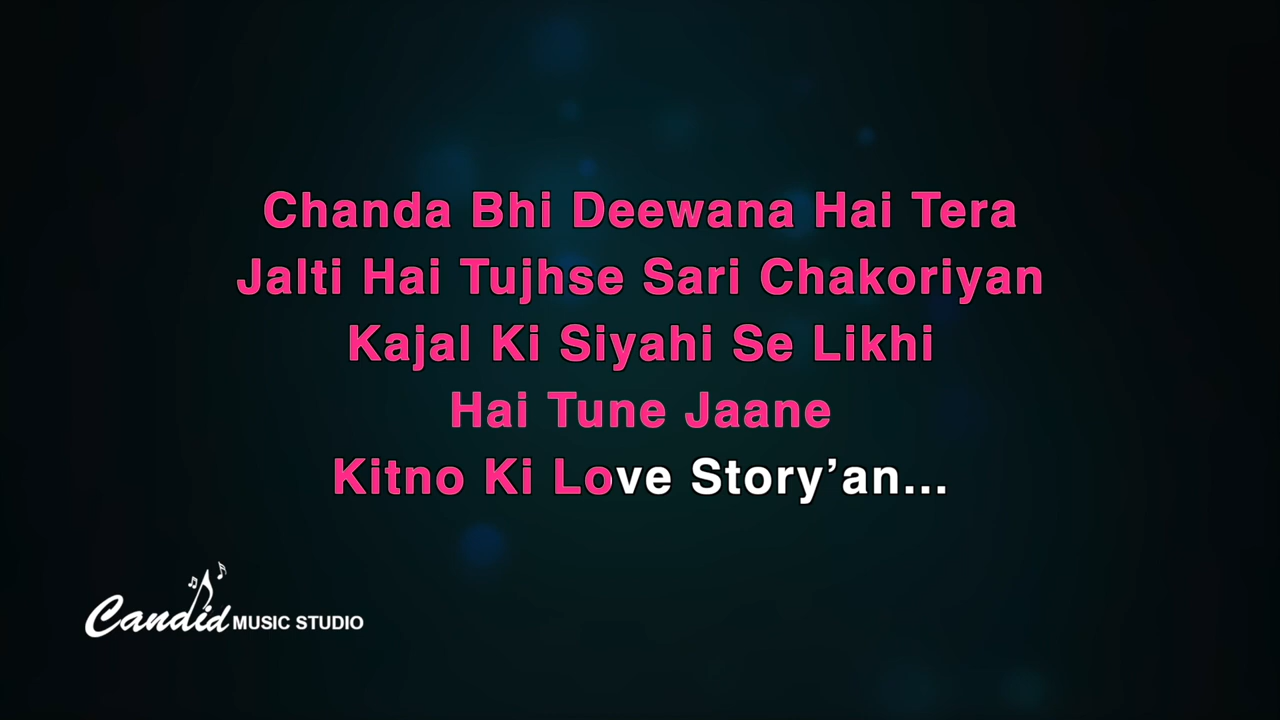 Chanda Bhi Deewana Hai Tera
Jalti Hai Tujhse Sari Chakoriyan
Kajal Ki Siyahi Se Likhi
Hai Tune Jaane
Kitno Ki Love Story’an...
Candid MUSIC STUDIO